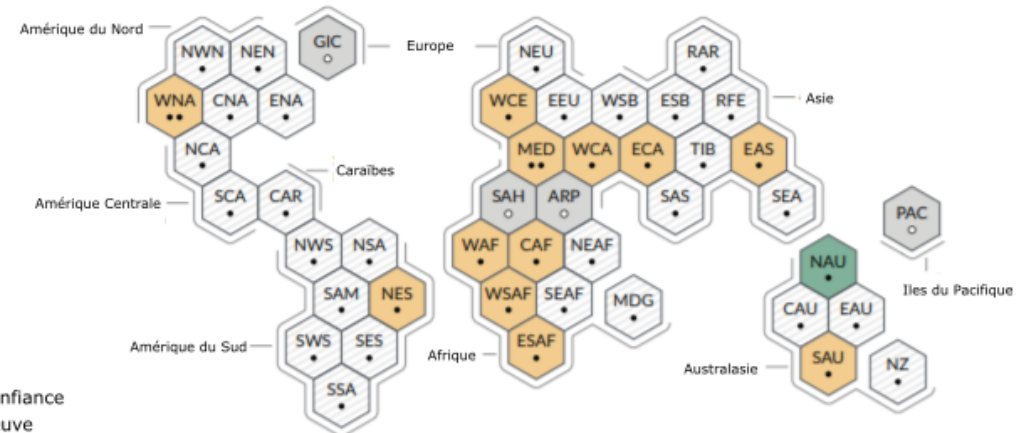 Amérique du Nord
NWN NEN GIC
Europe
NEU RAR
WNA CNA ENA
WCE EEU WSB ESB RFE
Asie
NCA
MED WCA ECA TIB EAS
Caraïbes
Amérique Centrale
SCA CAR
SAH ARP SAS SEA
PAC
NWS NSA
WAF CAF NEAF
NAU
Iles du Pacifique
SAM NES
WSAF SEAF MDG
CAU EAU
Amérique du Sud
SWS SES
Afrique
ESAF
Australasie
SAU NZ
SSA
nfiance
uve